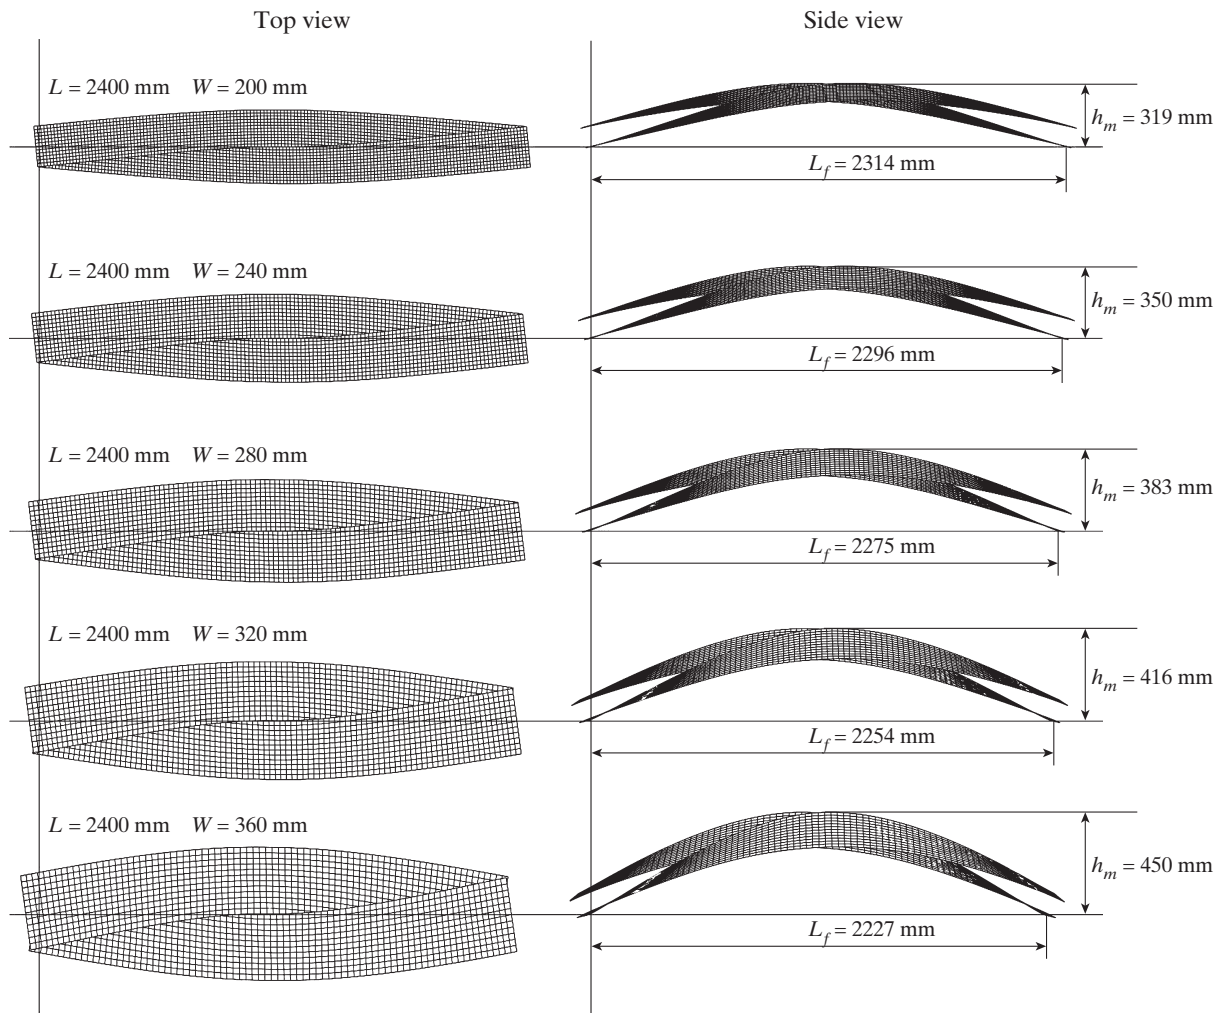 Top view
Side view
L = 2400 mm W = 200 mm
h_m = 319 mm
L_f = 2314 mm
L = 2400 mm W = 240 mm
h_m = 350 mm
L_f = 2296 mm
L = 2400 mm W = 280 mm
h_m = 383 mm
L_f = 2275 mm
L = 2400 mm W = 320 mm
h_m = 416 mm
L_f = 2254 mm
L = 2400 mm W = 360 mm
h_m = 450 mm
L_f = 2227 mm